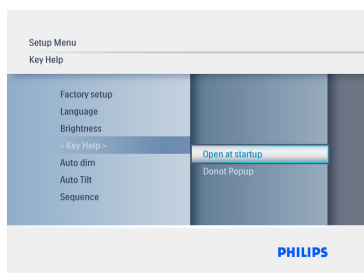 Setup Menu
Key Help
Factory setup
Language
Brightness
< Key Help >
Auto dim
Auto Tilt
Sequence
Open at startup
Donot Popup
PHILIPS